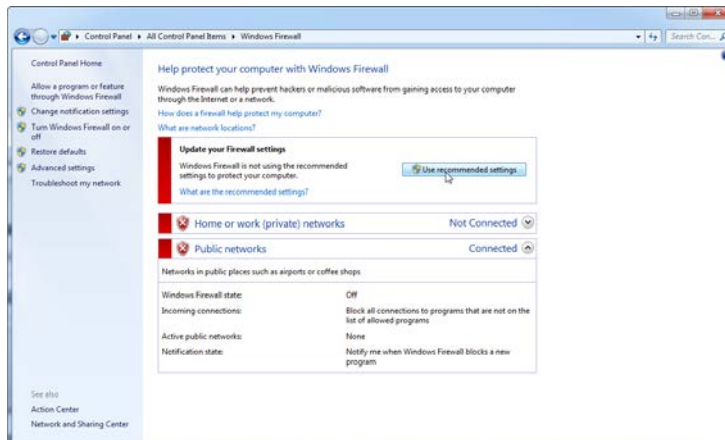 Control Panel ▸ All Control Panel Items ▸ Windows Firewall
Search Con...
Control Panel Home
Allow a program or feature
through Windows Firewall
Change notification settings
Turn Windows Firewall on or
off
Restore defaults
Advanced settings
Troubleshoot my network
See also
Action Center
Network and Sharing Center
Help protect your computer with Windows Firewall
Windows Firewall can help prevent hackers or malicious software from gaining access to your computer
through the Internet or a network.
How does a firewall help protect my computer?
What are network locations?
Update your Firewall settings
Windows Firewall is not using the recommended
settings to protect your computer.
Use recommended settings
What are the recommended settings?
Home or work (private) networks Not Connected
Public networks Connected
Networks in public places such as airports or coffee shops
Windows Firewall state: Off
Incoming connections: Block all connections to programs that are not on the
list of allowed programs
Active public networks: None
Notification state: Notify me when Windows Firewall blocks a new
program